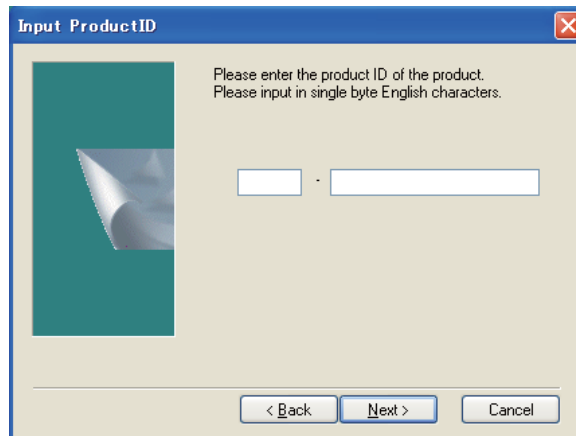 Input ProductID
Please enter the product ID of the product.
Please input in single byte English characters.
-
< Back
Next >
Cancel